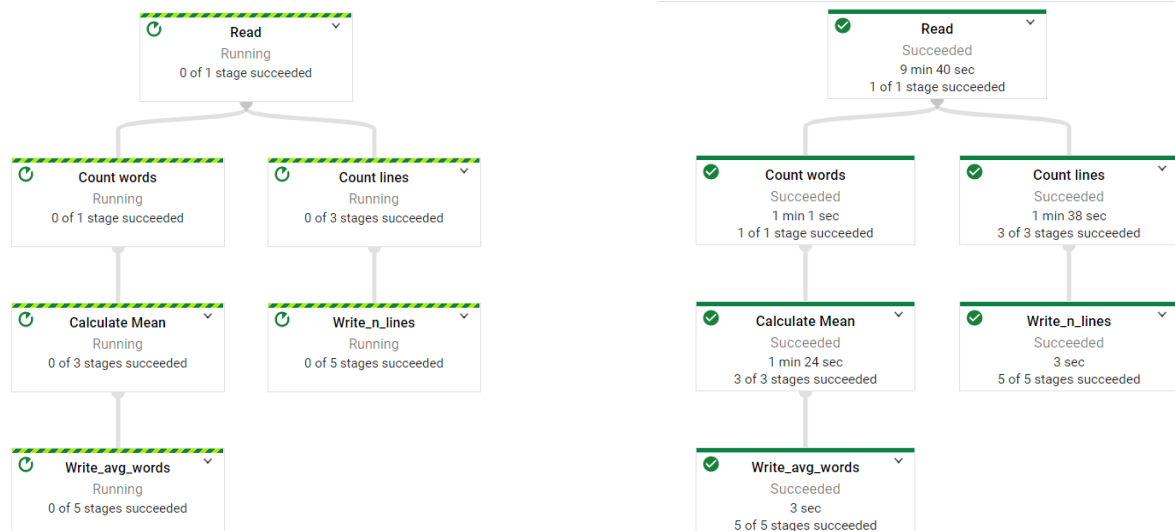 Read
Running
0 of 1 stage succeeded
Count words
Running
0 of 1 stage succeeded
Count lines
Running
0 of 3 stages succeeded
Calculate Mean
Running
0 of 3 stages succeeded
Write_n_lines
Running
0 of 5 stages succeeded
Write_avg_words
Running
0 of 5 stages succeeded
Read
Succeeded
9 min 40 sec
1 of 1 stage succeeded
Count words
Succeeded
1 min 1 sec
1 of 1 stage succeeded
Count lines
Succeeded
1 min 38 sec
3 of 3 stages succeeded
Calculate Mean
Succeeded
1 min 24 sec
3 of 3 stages succeeded
Write_n_lines
Succeeded
3 sec
5 of 5 stages succeeded
Write_avg_words
Succeeded
3 sec
5 of 5 stages succeeded